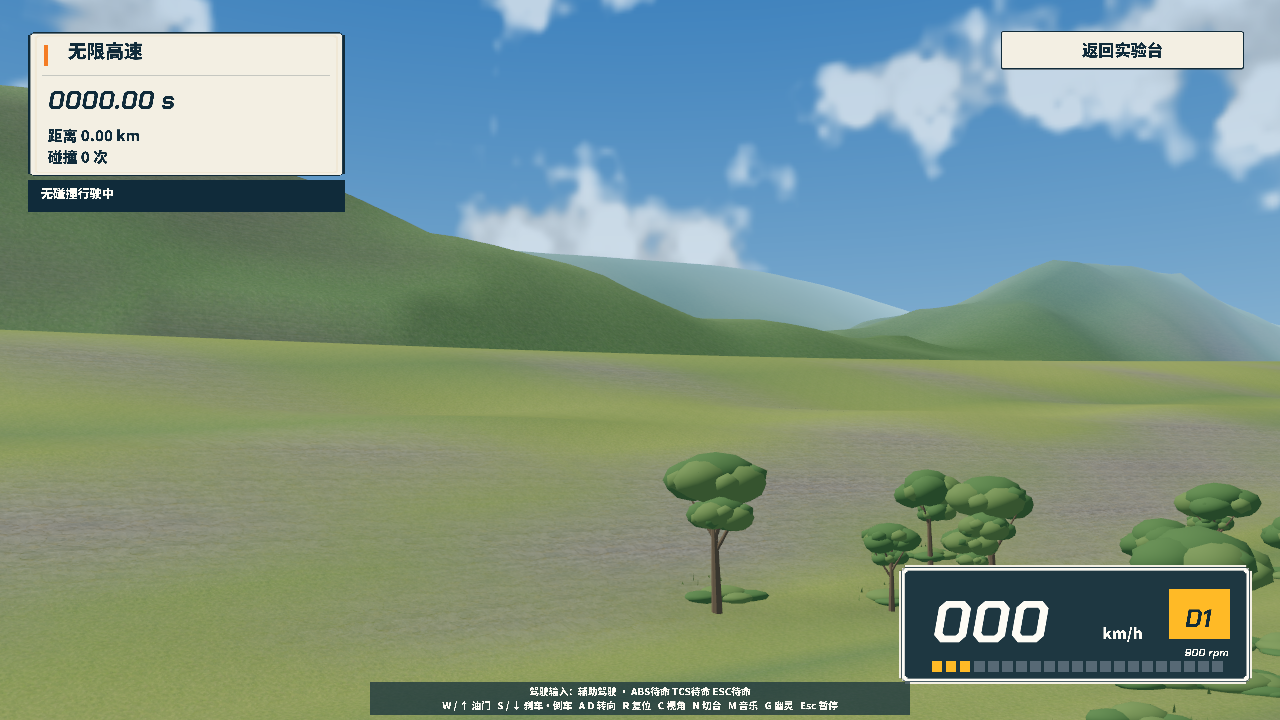 无限高速
0000.00 s
距离 0.00 km
碰撞 0 次
无碰撞行驶中
返回实验台
000 km/h D1
800 rpm
驾驶输入: 辅助驾驶 · ABS待命 TCS待命 ESC待命
W / ↑ 油门 S / ↓ 刹车·倒车 A D 转向 R 复位 C 视角 N 切台 M 音乐 G 幽灵 Esc 暂停